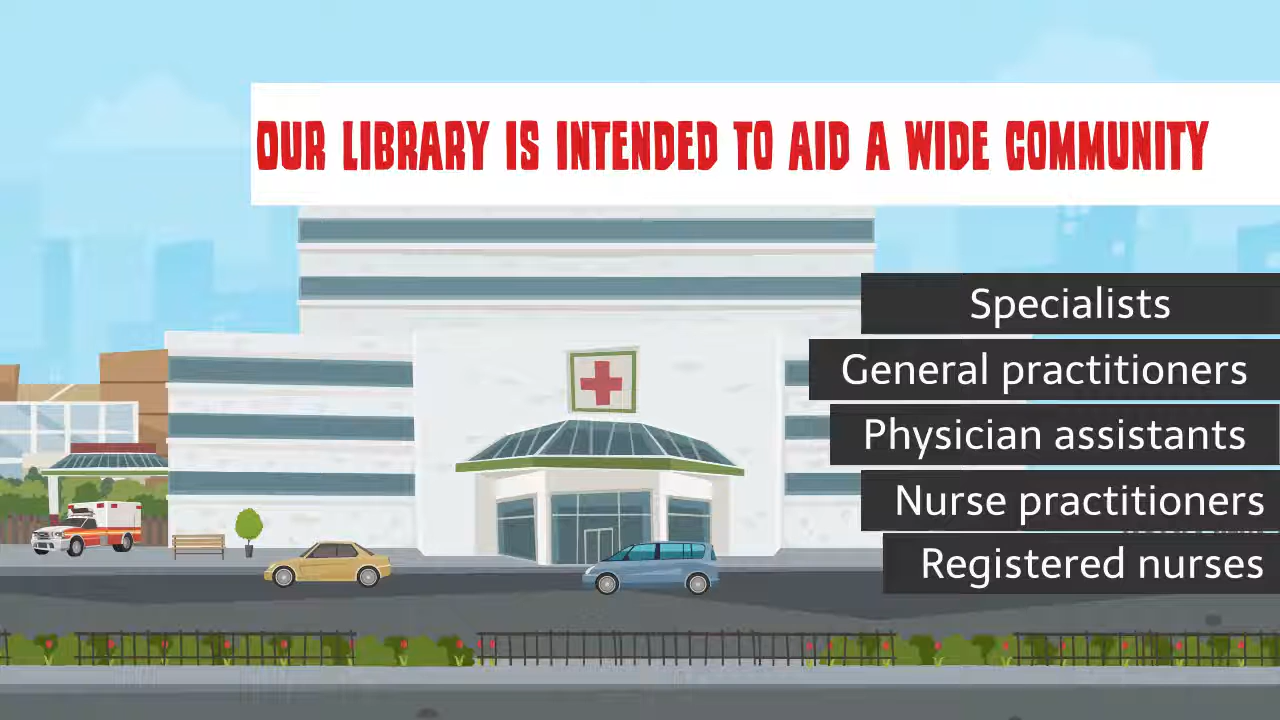 OUR LIBRARY IS INTENDED TO AID A WIDE COMMUNITY
Specialists
General practitioners
Physician assistants
Nurse practitioners
Registered nurses